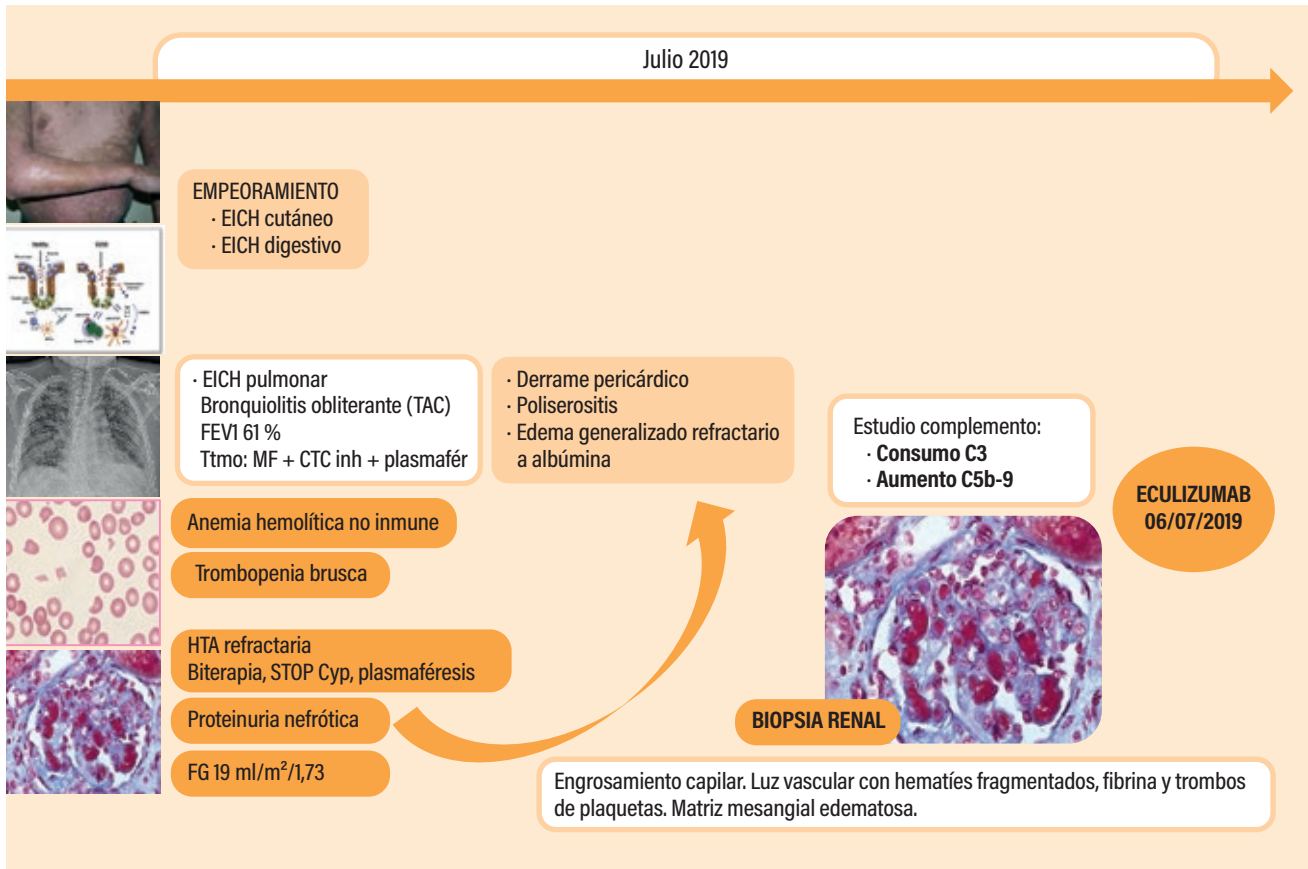 Julio 2019
EMPEORAMIENTO
· EICH cutáneo
· EICH digestivo
· EICH pulmonar
Bronquiolitis obliterante (TAC)
FEV1 61 %
Ttmo: MF + CTC inh + plasmafér
· Derrame pericárdico
· Poliserositis
· Edema generalizado refractario
a albúmina
Estudio complemento:
· Consumo C3
· Aumento C5b-9
ECULIZUMAB
06/07/2019
Anemia hemolítica no inmune
Trombopenia brusca
HTA refractaria
Biterapia, STOP Cyp, plasmaféresis
Proteinuria nefrótica
FG 19 ml/m²/1,73
BIOPSIA RENAL
Engrosamiento capilar. Luz vascular con hematíes fragmentados, fibrina y trombos
de plaquetas. Matriz mesangial edematosa.